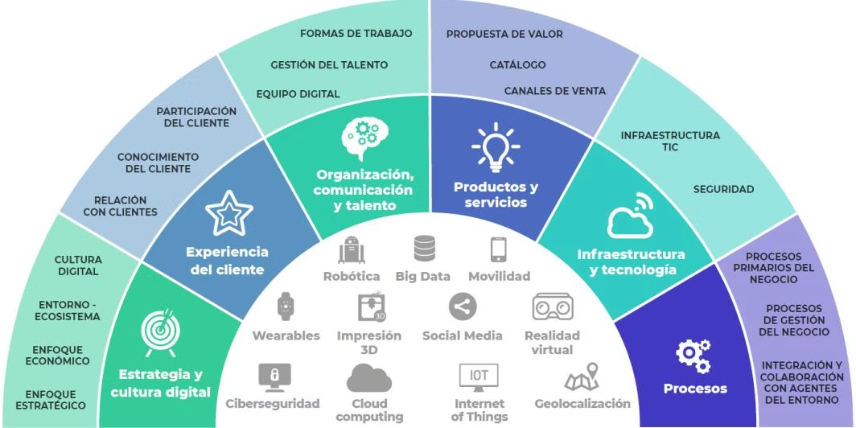 CULTURA
DIGITAL
ENTORNO -
ECOSISTEMA
ENFOQUE
ECONÓMICO
ENFOQUE
ESTRATÉGICO
Estrategia y
cultura digital
PARTICIPACIÓN
DEL CLIENTE
CONOCIMIENTO
DEL CLIENTE
RELACIÓN
CON CLIENTES
Experiencia
del cliente
FORMAS DE TRABAJO
GESTIÓN DEL TALENTO
EQUIPO DIGITAL
Organización,
comunicación
y talento
PROPUESTA DE VALOR
CATÁLOGO
CANALES DE VENTA
Productos y
servicios
INFRAESTRUCTURA
TIC
SEGURIDAD
Infraestructura
y tecnología
PROCESOS
PRIMARIOS DEL
NEGOCIO
PROCESOS
DE GESTIÓN
DEL NEGOCIO
INTEGRACIÓN Y
COLABORACIÓN
CON AGENTES
DEL ENTORNO
Procesos
Robótica
Big Data
Movilidad
Wearables
3D
Impresión
3D
Social Media
Realidad
virtual
Ciberseguridad
Cloud
computing
IOT
Internet
of Things
Geolocalización